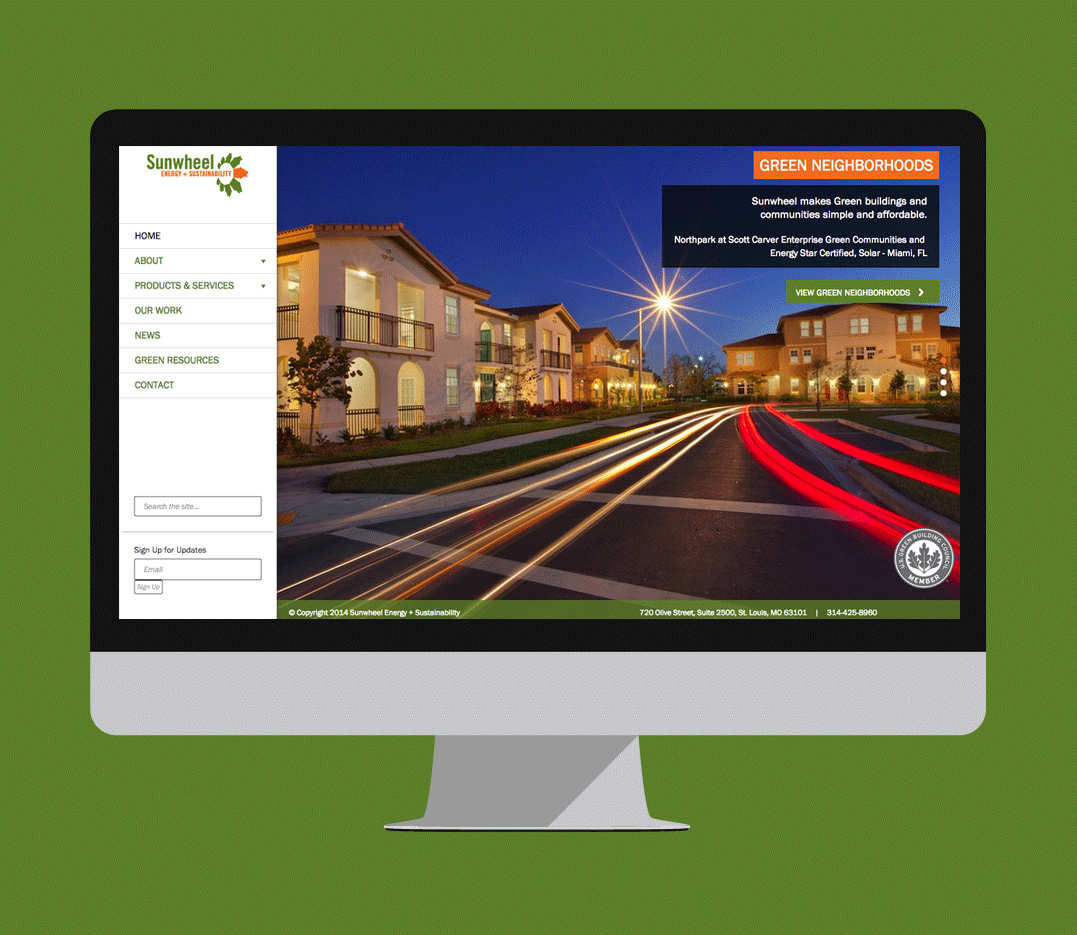 Sunwheel
ENERGY + SUSTAINABILITY
HOME
ABOUT
PRODUCTS & SERVICES
OUR WORK
NEWS
GREEN RESOURCES
CONTACT
Search the site...
Sign Up for Updates
Email
Sign Up
GREEN NEIGHBORHOODS
Sunwheel makes Green buildings and
communities simple and affordable.
Northpark at Scott Carver Enterprise Green Communities and
Energy Star Certified, Solar - Miami, FL
VIEW GREEN NEIGHBORHOODS
U.S. GREEN BUILDING COUNCIL
MEMBER
© Copyright 2014 Sunwheel Energy + Sustainability
720 Olive Street, Suite 2500, St. Louis, MO 63101 | 314-425-8960